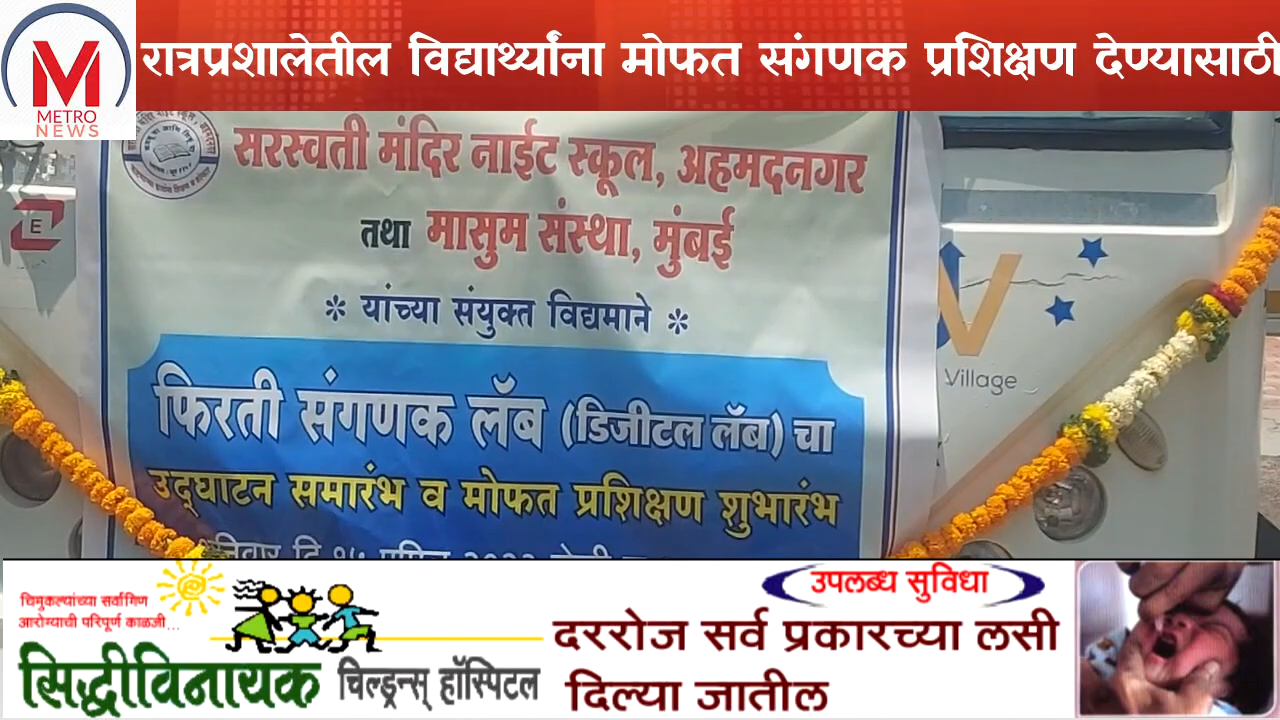 रात्रप्रशालेतील विद्यार्थ्यांना मोफत संगणक प्रशिक्षण देण्यासाठी
M
METRO
NEWS
सरस्वती मंदिर नाईट स्कूल, अहमदनगर
तथा मासुम संस्था, मुंबई
* यांच्या संयुक्त विद्यमाने *
फिरती संगणक लॅब (डिजीटल लॅब) चा
उद्‌घाटन समारंभ व मोफत प्रशिक्षण शुभारंभ
E
V
Village
चिमुकल्यांच्या सर्वांगिण
आरोग्याची परिपूर्ण काळजी...
सिद्धीविनायक चिल्ड्रन्स् हॉस्पिटल
उपलब्ध सुविधा
दररोज सर्व प्रकारच्या लसी
दिल्या जातील